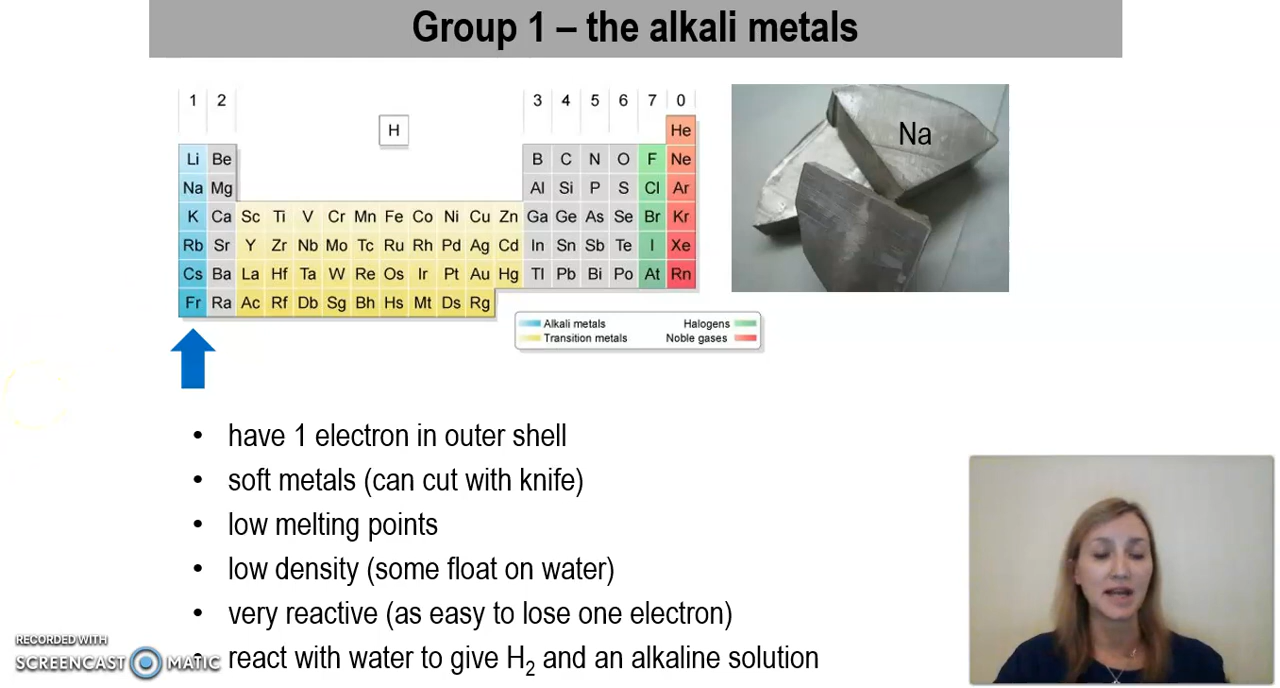 Group 1 – the alkali metals
1 2 3 4 5 6 7 0
H He
Li Be B C N O F Ne
Na Mg Al Si P S Cl Ar
K Ca Sc Ti V Cr Mn Fe Co Ni Cu Zn Ga Ge As Se Br Kr
Rb Sr Y Zr Nb Mo Tc Ru Rh Pd Ag Cd In Sn Sb Te I Xe
Cs Ba La Hf Ta W Re Os Ir Pt Au Hg Tl Pb Bi Po At Rn
Fr Ra Ac Rf Db Sg Bh Hs Mt Ds Rg
Alkali metals Halogens
Transition metals Noble gases
Na
• have 1 electron in outer shell
• soft metals (can cut with knife)
• low melting points
• low density (some float on water)
• very reactive (as easy to lose one electron)
• react with water to give H₂ and an alkaline solution
RECORDED WITH
SCREENCAST MATIC